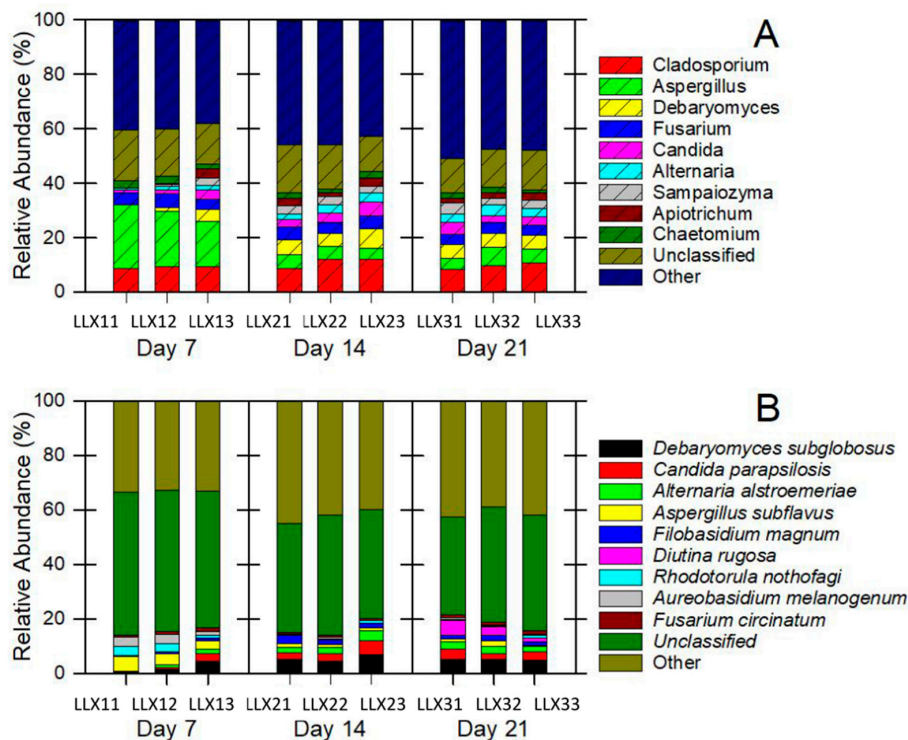 A
100
80
60
40
20
0
Relative Abundance (%)
Cladosporium
Aspergillus
Debaryomyces
Fusarium
Candida
Alternaria
Sampaiozyma
Apiotrichum
Chaetomium
Unclassified
Other
LLX11 LLX12 LLX13 LLX21 LLX22 LLX23 LLX31 LLX32 LLX33
Day 7 Day 14 Day 21
B
100
80
60
40
20
0
Relative Abundance (%)
Debaryomyces subglobosus
Candida parapsilosis
Alternaria alstroemeriae
Aspergillus subflavus
Filobasidium magnum
Diutina rugosa
Rhodotorula nothofagi
Aureobasidium melanogenum
Fusarium circinatum
Unclassified
Other
LLX11 LLX12 LLX13 LLX21 LLX22 LLX23 LLX31 LLX32 LLX33
Day 7 Day 14 Day 21